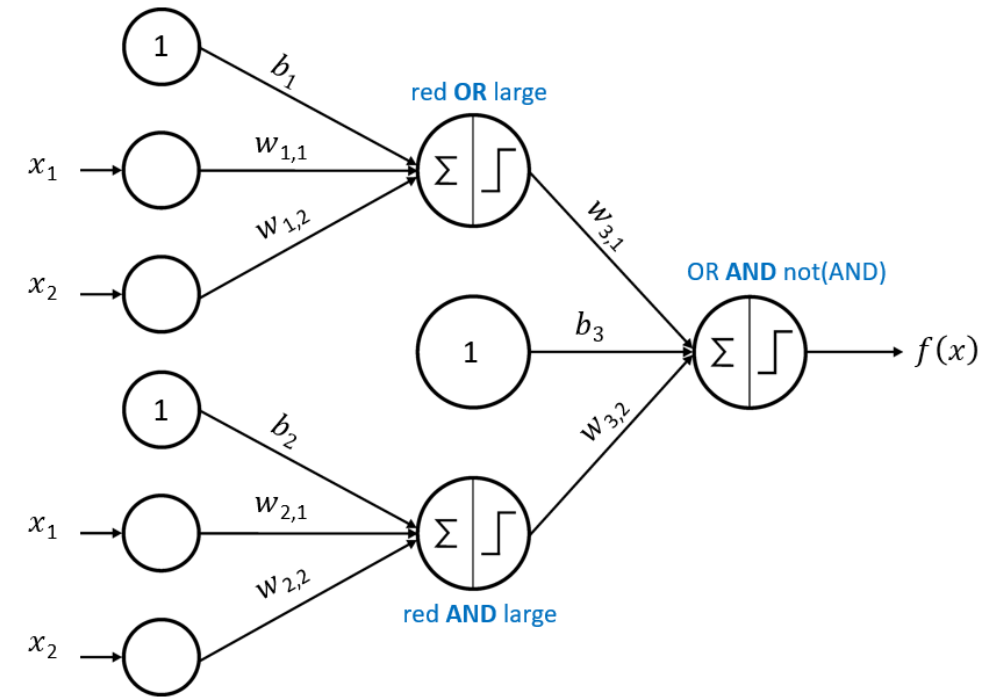 1
b₁
red OR large
x₁
w₁,₁
Σ
w₁,₂
x₂
w₃,₁
OR AND not(AND)
1
b₃
Σ
f(x)
1
b₂
w₃,₂
x₁
w₂,₁
Σ
w₂,₂
red AND large
x₂